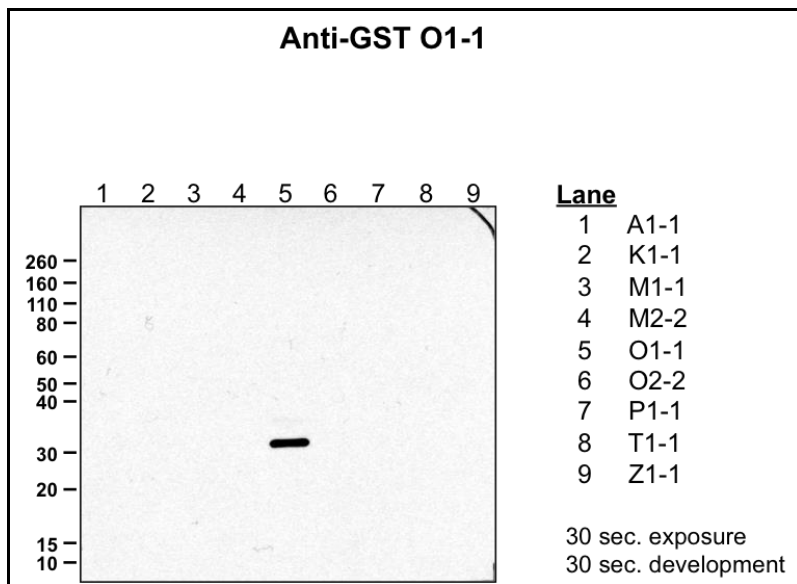 Anti-GST O1-1
1 2 3 4 5 6 7 8 9
260
160
110
80
60
50
40
30
20
15
10
Lane
1 A1-1
2 K1-1
3 M1-1
4 M2-2
5 O1-1
6 O2-2
7 P1-1
8 T1-1
9 Z1-1
30 sec. exposure
30 sec. development